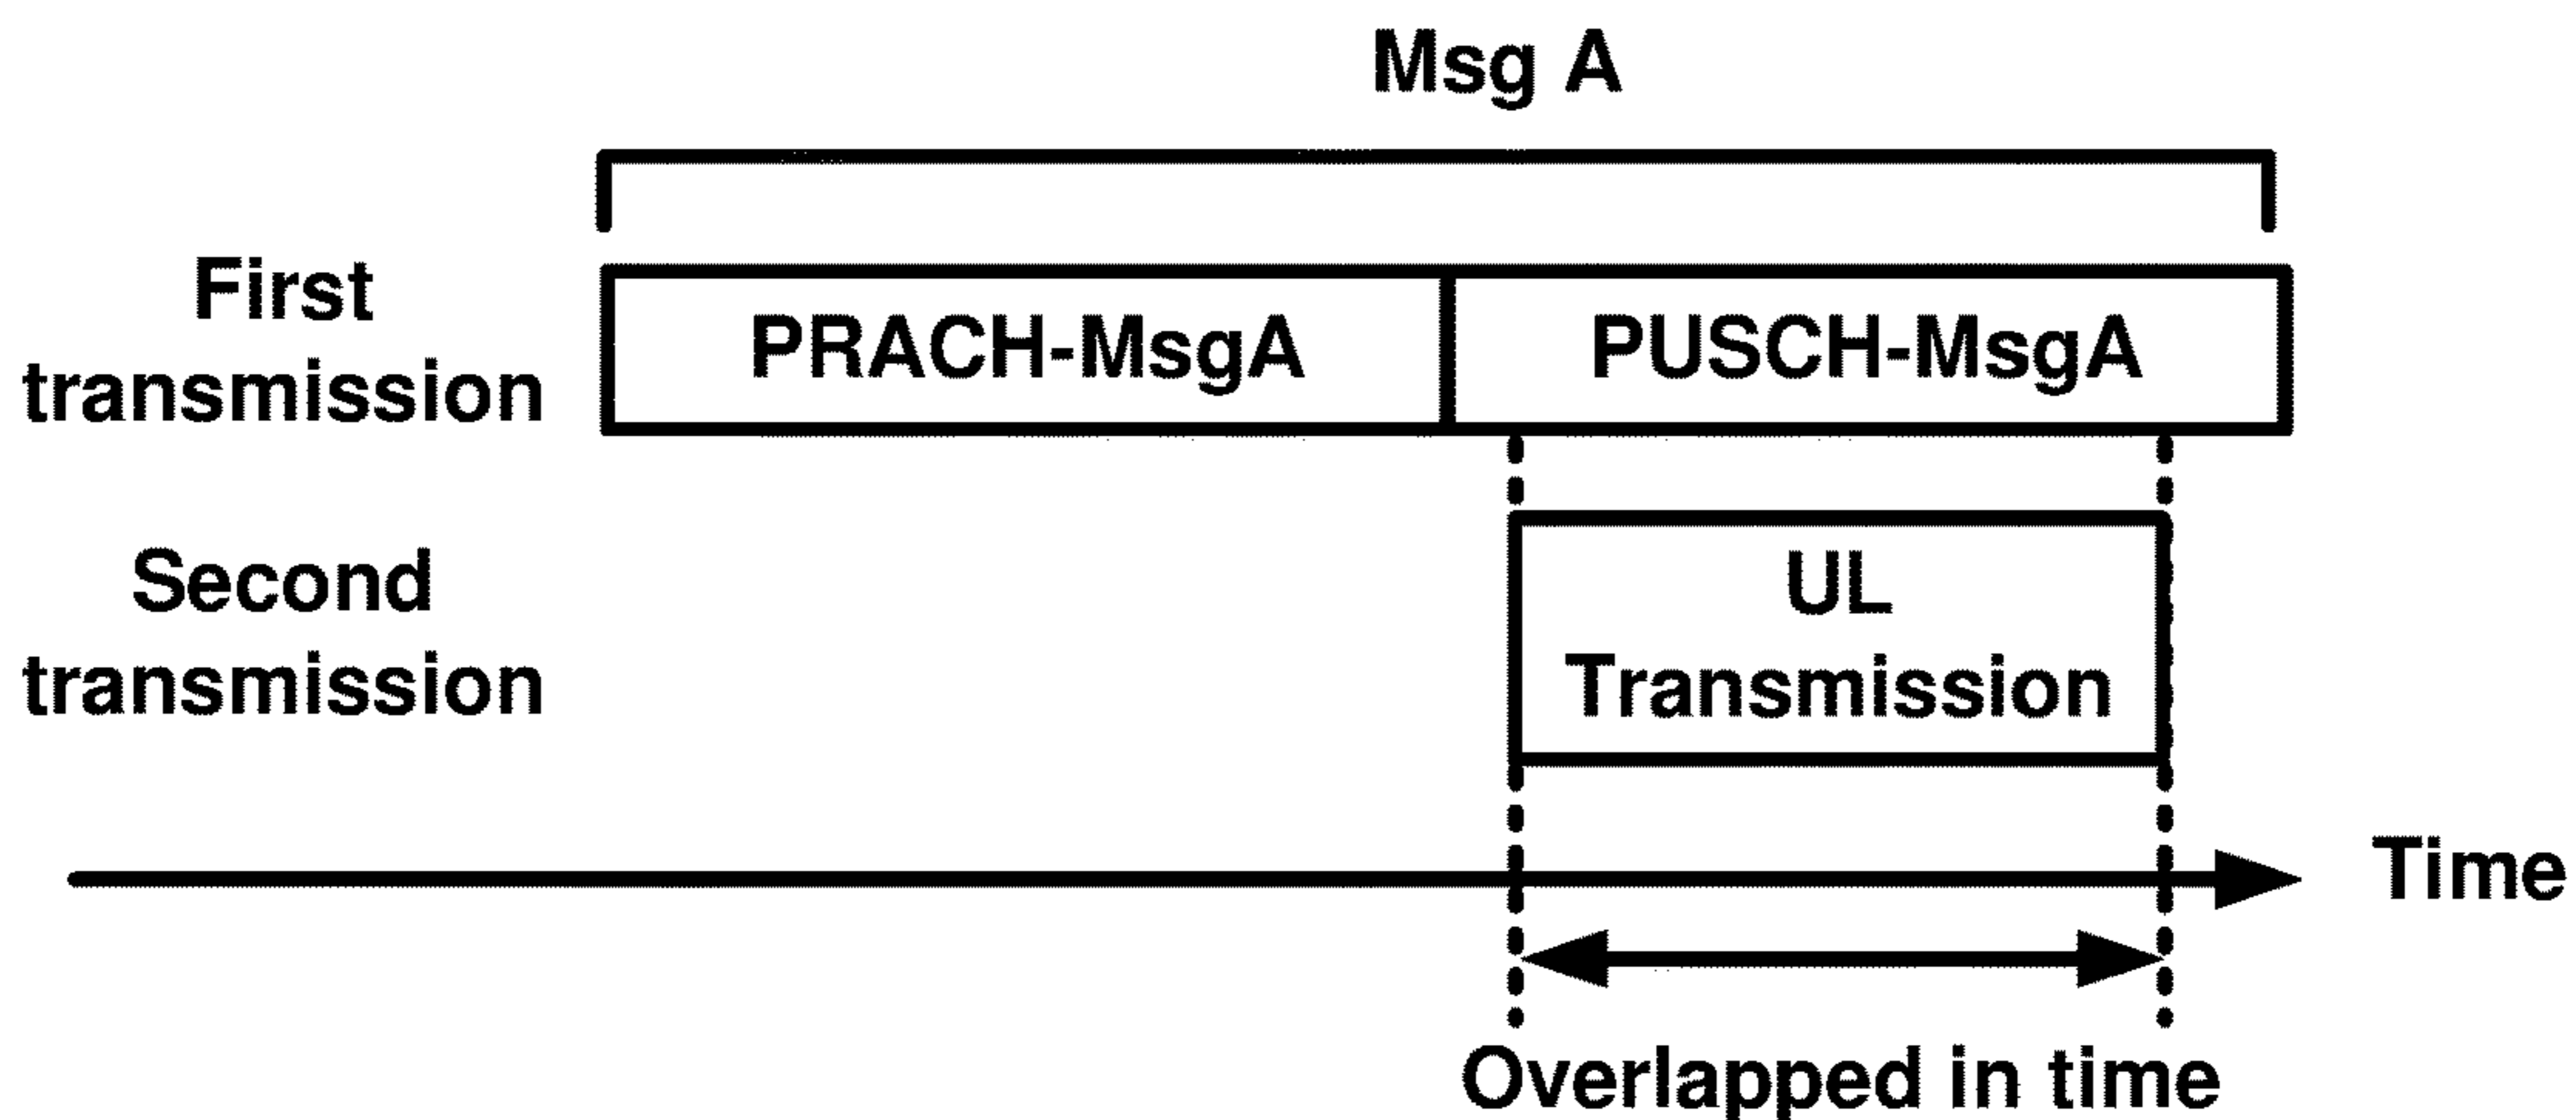 Msg A
First
transmission
PRACH-MsgA
PUSCH-MsgA
Second
transmission
UL
Transmission
Time
Overlapped in time